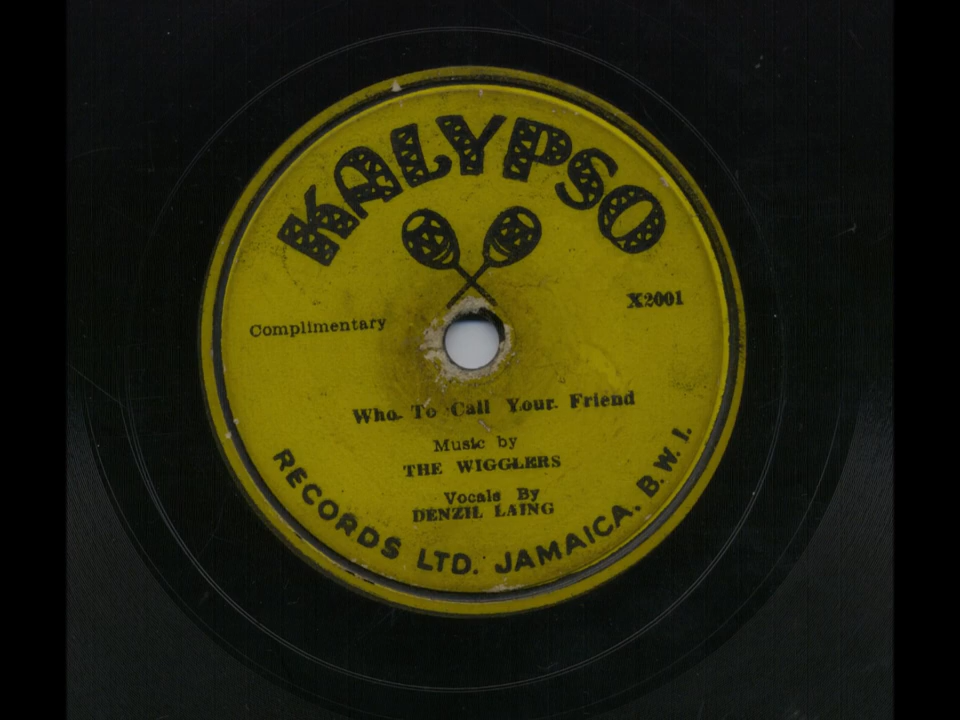 KALYPSO
X2001
Complimentary
Who To Call Your Friend
Music by
THE WIGGLERS
Vocals By
DENZIL LAING
RECORDS LTD. JAMAICA, B.W.I.